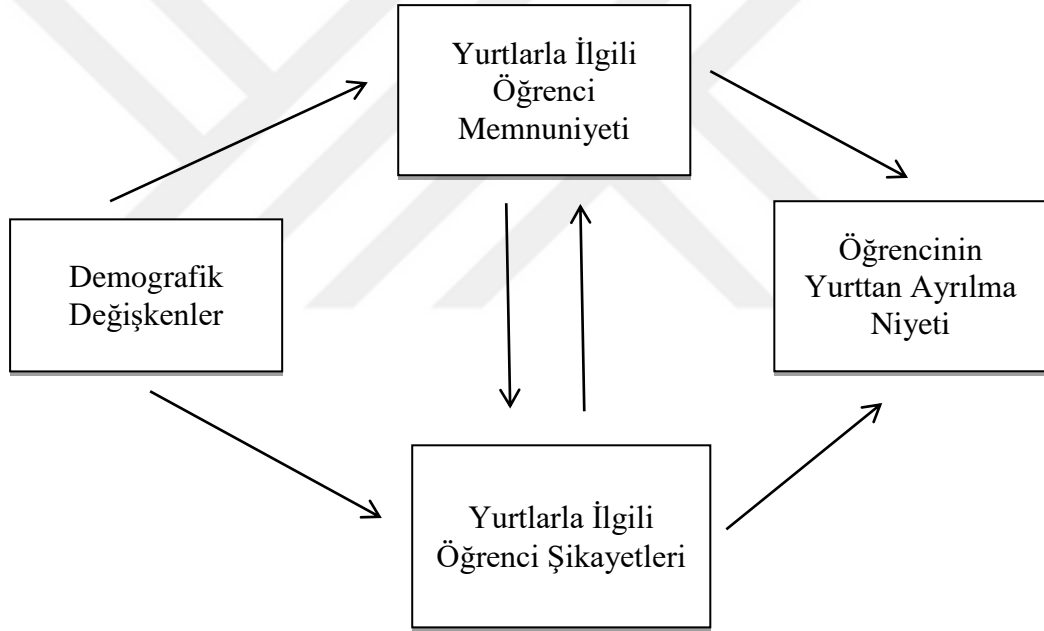 Yurtlarla İlgili
Öğrenci
Memnuniyeti
Demografik
Değişkenler
Öğrencinin
Yurttan Ayrılma
Niyeti
Yurtlarla İlgili
Öğrenci Şikayetleri